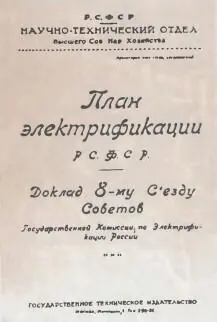 Р.С.Ф.С.Р
НАУЧНО-ТЕХНИЧЕСКИЙ ОТДЕЛ
Высшего Сов Нар Хозяйства
План
электрификации
Р.С.Ф.С.Р.
Доклад 8-му С'езду
Советов
Государственной Комиссии по Электрифи-
кации России
ГОСУДАРСТВЕННОЕ ТЕХНИЧЕСКОЕ ИЗДАТЕЛЬСТВО